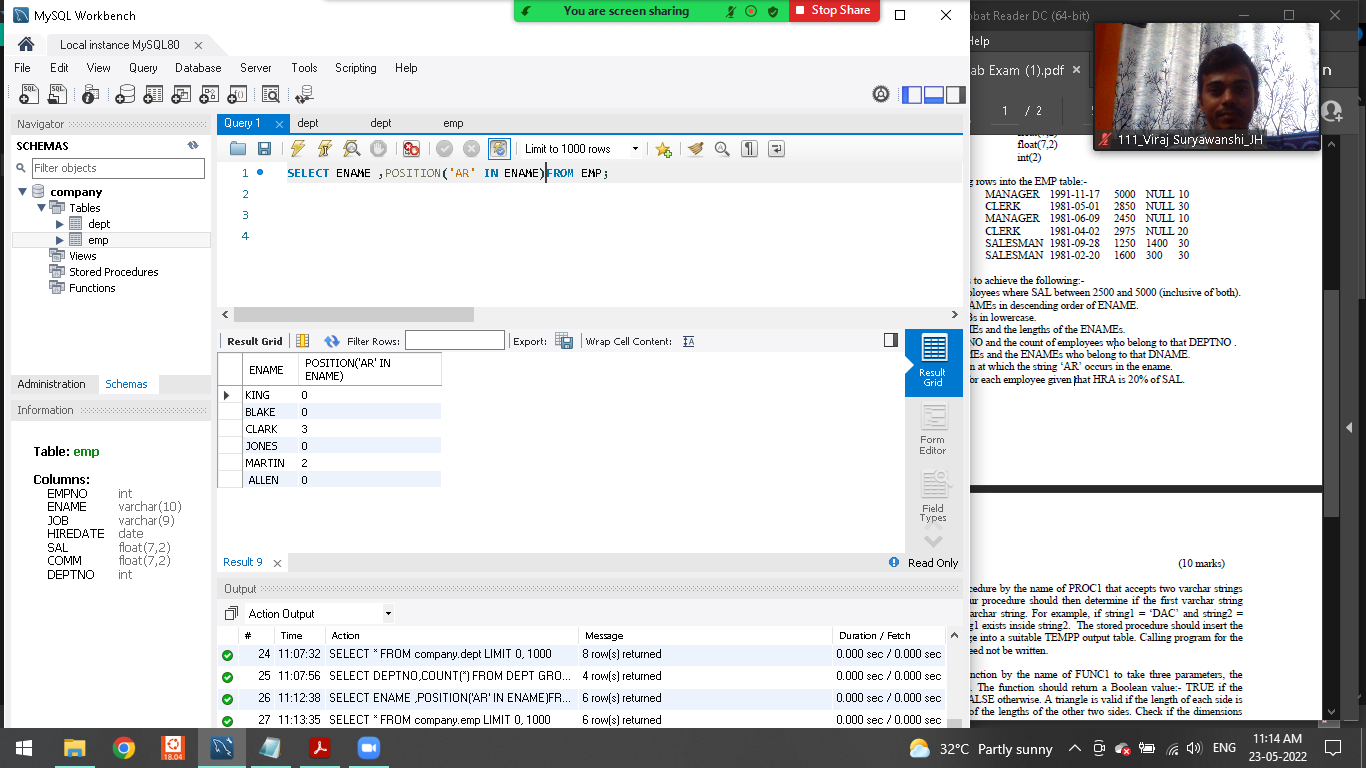 MySQL Workbench
You are screen sharing
Stop Share
Local instance MySQL80
File Edit View Query Database Server Tools Scripting Help
Navigator
SCHEMAS
Filter objects
company
Tables
dept
emp
Views
Stored Procedures
Functions
Administration Schemas
Information
Table: emp
Columns:
EMPNO int
ENAME varchar(10)
JOB varchar(9)
HIREDATE date
SAL float(7,2)
COMM float(7,2)
DEPTNO int
Query 1 dept dept emp
Limit to 1000 rows
1 SELECT ENAME ,POSITION('AR' IN ENAME)FROM EMP;
2
3
4
Result Grid Filter Rows: Export: Wrap Cell Content:
ENAME POSITION('AR' IN ENAME)
KING 0
BLAKE 0
CLARK 3
JONES 0
MARTIN 2
ALLEN 0
Result Grid
Form Editor
Field Types
Result 9
Read Only
Output
Action Output
# Time Action Message Duration / Fetch
24 11:07:32 SELECT * FROM company.dept LIMIT 0, 1000 8 row(s) returned 0.000 sec / 0.000 sec
25 11:07:56 SELECT DEPTNO,COUNT(*) FROM DEPT GRO... 4 row(s) returned 0.000 sec / 0.000 sec
26 11:12:38 SELECT ENAME ,POSITION('AR' IN ENAME)FR... 6 row(s) returned 0.000 sec / 0.000 sec
27 11:13:35 SELECT * FROM company.emp LIMIT 0, 1000 6 row(s) returned 0.000 sec / 0.000 sec
obat Reader DC (64-bit)
Help
ab Exam (1).pdf
1 / 2
111_Viraj Suryawanshi_JH
float(7,2)
float(7,2)
int(2)
g rows into the EMP table:-
MANAGER 1991-11-17 5000 NULL 10
CLERK 1981-05-01 2850 NULL 30
MANAGER 1981-06-09 2450 NULL 10
CLERK 1981-04-02 2975 NULL 20
SALESMAN 1981-09-28 1250 1400 30
SALESMAN 1981-02-20 1600 300 30
s to achieve the following:-
ployees where SAL between 2500 and 5000 (inclusive of both).
AMEs in descending order of ENAME.
Bs in lowercase.
MEs and the lengths of the ENAMEs.
NO and the count of employees who belong to that DEPTNO .
MEs and the ENAMEs who belong to that DNAME.
n at which the string ‘AR’ occurs in the ename.
for each employee given that HRA is 20% of SAL.
(10 marks)
cedure by the name of PROC1 that accepts two varchar strings
ur procedure should then determine if the first varchar string
archar string. For example, if string1 = ‘DAC’ and string2 =
g1 exists inside string2. The stored procedure should insert the
ge into a suitable TEMPP output table. Calling program for the
eed not be written.
nction by the name of FUNC1 to take three parameters, the
. The function should return a Boolean value:- TRUE if the
ALSE otherwise. A triangle is valid if the length of each side is
of the lengths of the other two sides. Check if the dimensions
18.04
32°C Partly sunny
ENG
11:14 AM
23-05-2022